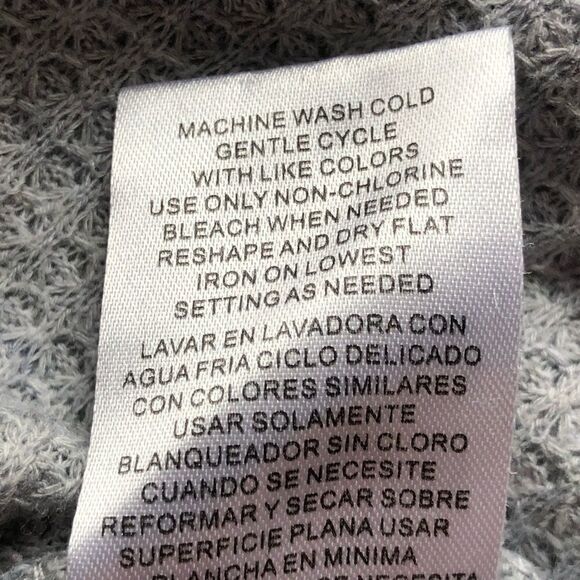 MACHINE WASH COLD
GENTLE CYCLE
WITH LIKE COLORS
USE ONLY NON-CHLORINE
BLEACH WHEN NEEDED
RESHAPE AND DRY FLAT
IRON ON LOWEST
SETTING AS NEEDED
LAVAR EN LAVADORA CON
AGUA FRIA CICLO DELICADO
CON COLORES SIMILARES
USAR SOLAMENTE
BLANQUEADOR SIN CLORO
CUANDO SE NECESITE
REFORMAR Y SECAR SOBRE
SUPERFICIE PLANA USAR
PLANCHA EN MINIMA
SE NECESITA